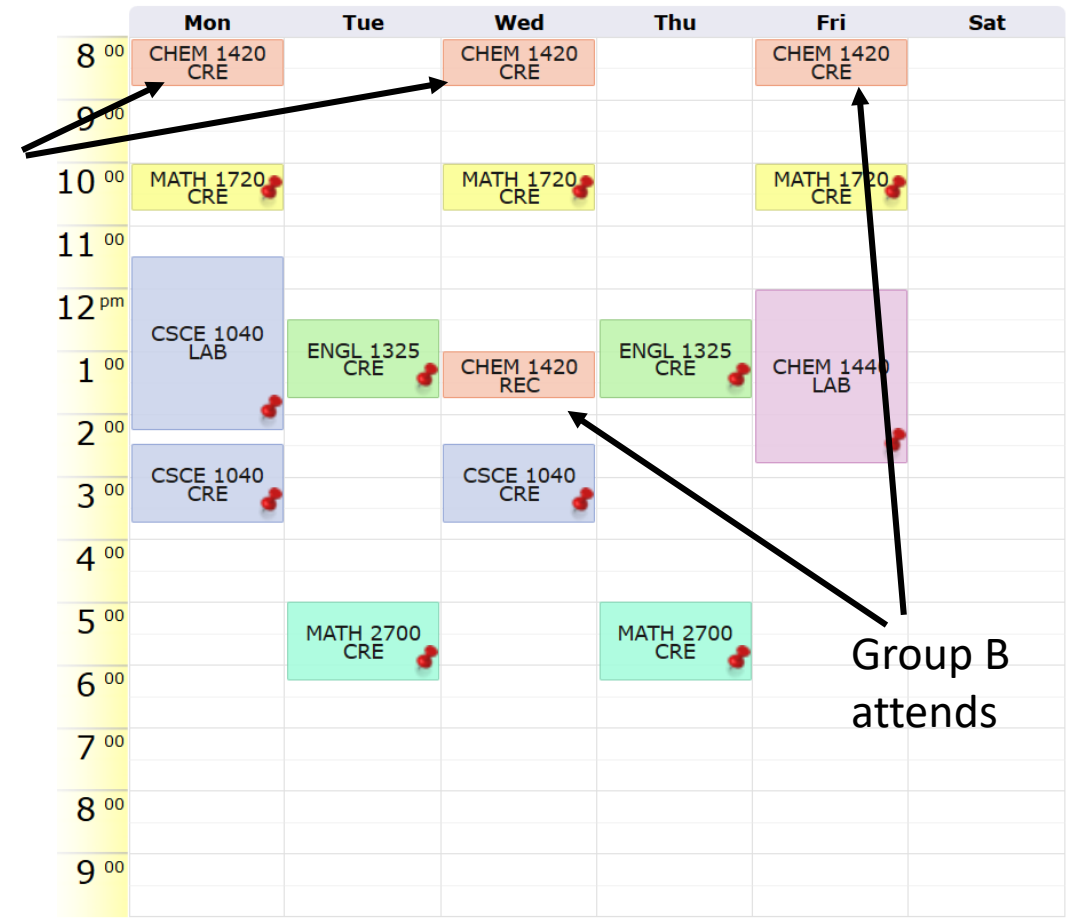 Mon Tue Wed Thu Fri Sat
8 00
CHEM 1420 CHEM 1420 CHEM 1420
CRE CRE CRE
9 00
10 00
MATH 1720 MATH 1720 MATH 1720
CRE CRE CRE
11 00
12 pm
CSCE 1040
LAB
ENGL 1325 ENGL 1325
CRE CRE
1 00
CHEM 1420 CHEM 1440
REC LAB
2 00
CSCE 1040 CSCE 1040
CRE CRE
3 00
4 00
5 00
MATH 2700 MATH 2700
CRE CRE
Group B
attends
6 00
7 00
8 00
9 00